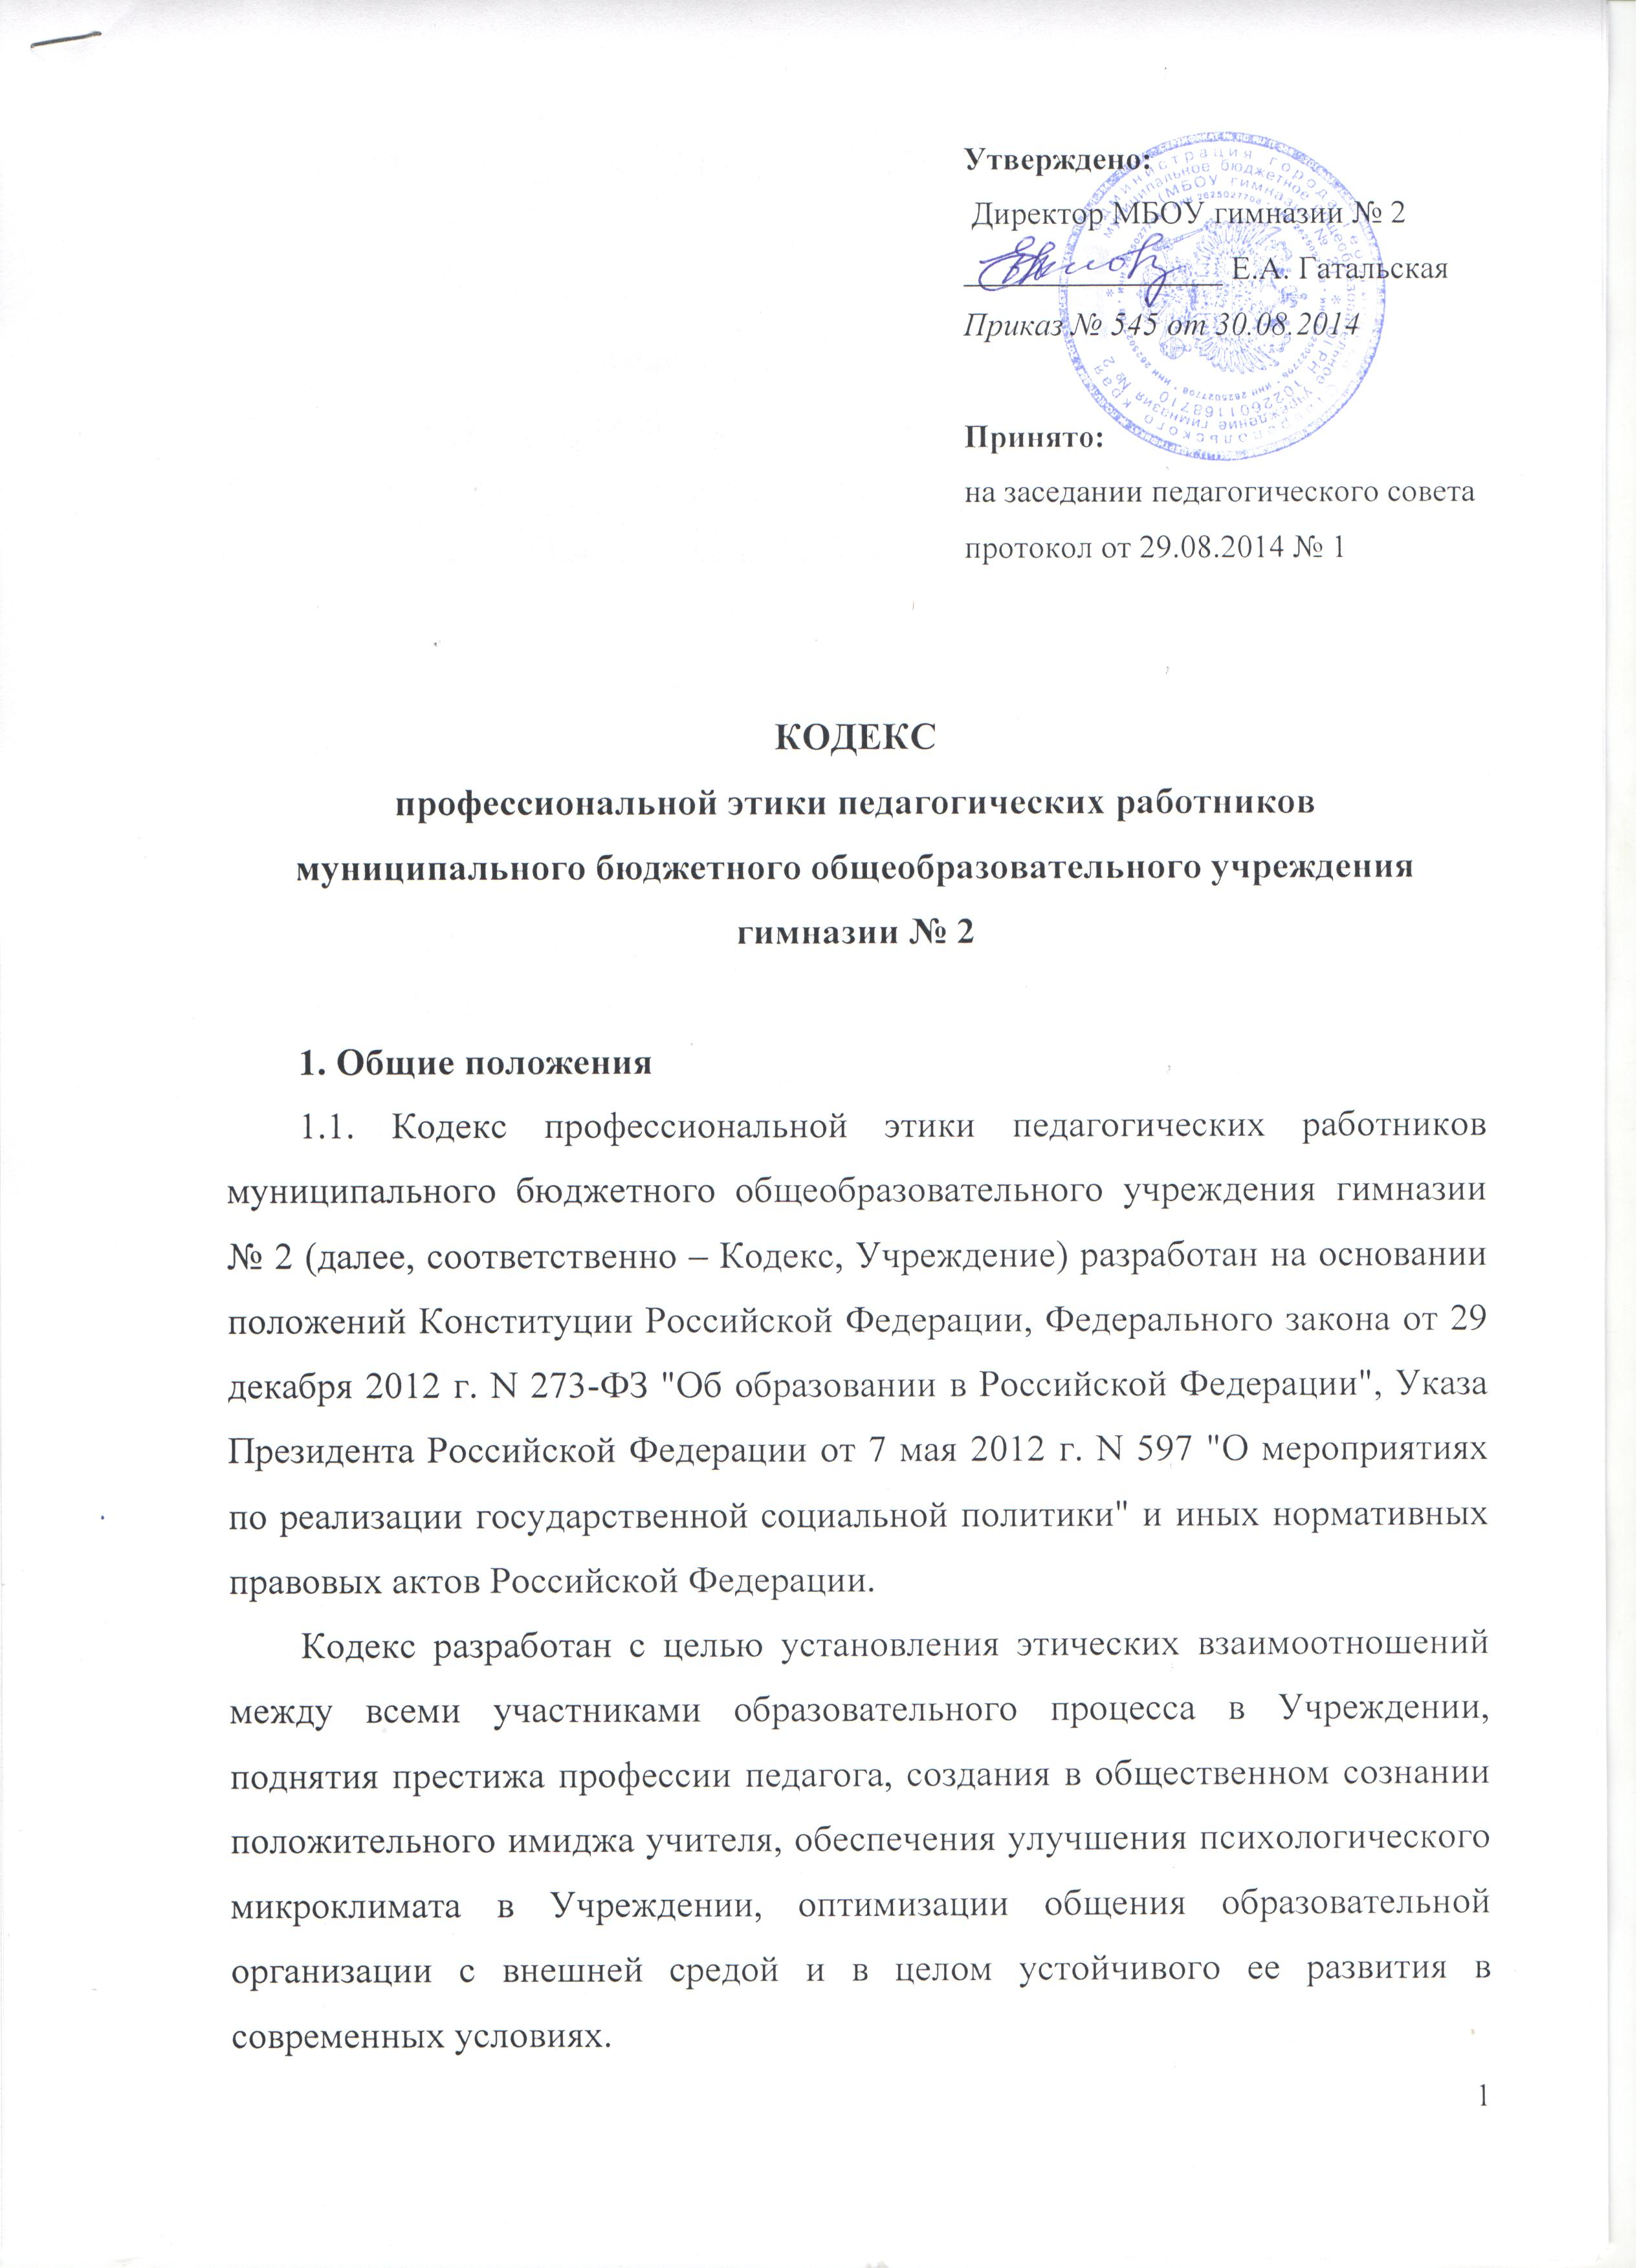 Утверждено:
Директор МБОУ гимназии № 2
Е.А. Гатальская
Приказ № 545 от 30.08.2014
Принято:
на заседании педагогического совета
протокол от 29.08.2014 № 1
КОДЕКС
профессиональной этики педагогических работников
муниципального бюджетного общеобразовательного учреждения
гимназии № 2
1. Общие положения
1.1. Кодекс профессиональной этики педагогических работников
муниципального бюджетного общеобразовательного учреждения гимназии
№ 2 (далее, соответственно – Кодекс, Учреждение) разработан на основании
положений Конституции Российской Федерации, Федерального закона от 29
декабря 2012 г. N 273-ФЗ "Об образовании в Российской Федерации", Указа
Президента Российской Федерации от 7 мая 2012 г. N 597 "О мероприятиях
по реализации государственной социальной политики" и иных нормативных
правовых актов Российской Федерации.
Кодекс разработан с целью установления этических взаимоотношений
между всеми участниками образовательного процесса в Учреждении,
поднятия престижа профессии педагога, создания в общественном сознании
положительного имиджа учителя, обеспечения улучшения психологического
микроклимата в Учреждении, оптимизации общения образовательной
организации с внешней средой и в целом устойчивого ее развития в
современных условиях.
1